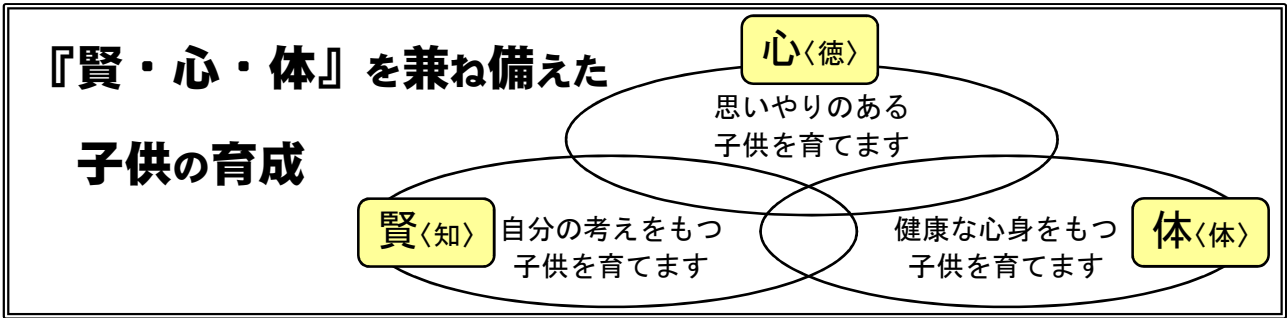 『賢・心・体』を兼ね備えた
子供の育成
心〈徳〉
思いやりのある
子供を育てます
賢〈知〉
自分の考えをもつ
子供を育てます
健康な心身をもつ
子供を育てます
体〈体〉